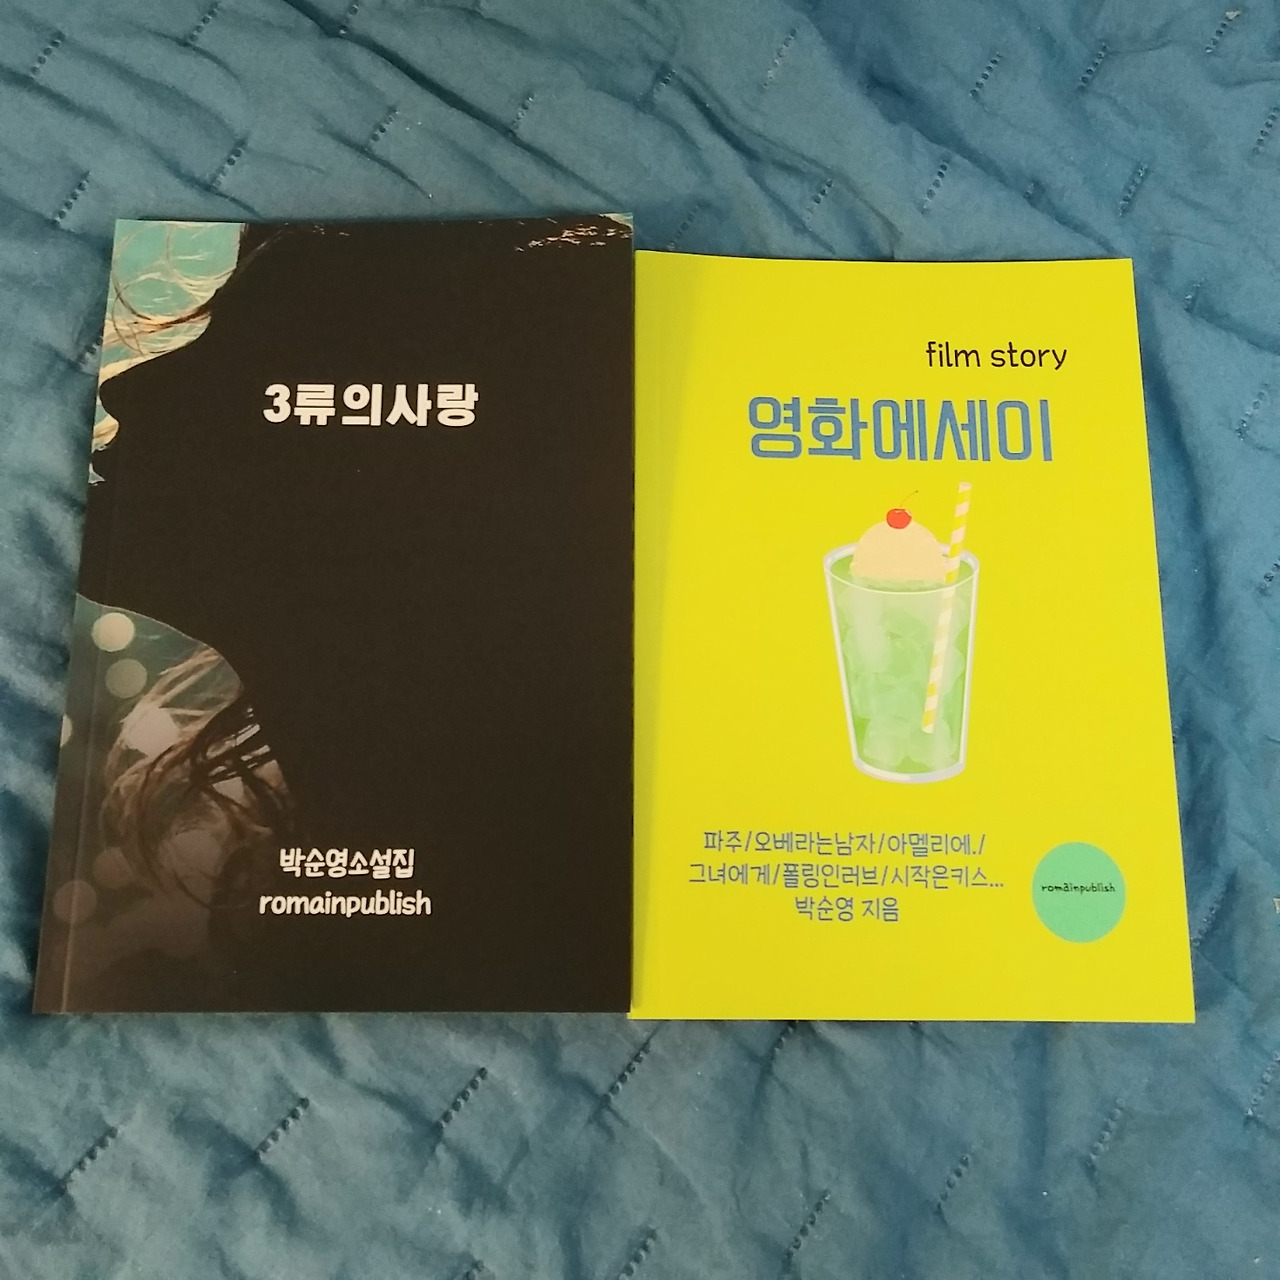 3류의사랑
박순영소설집
romainpublish
film story
영화에세이
파주/오베라는남자/아멜리에./
그녀에게/폴링인러브/시작은키스...
박순영 지음
romainpublish